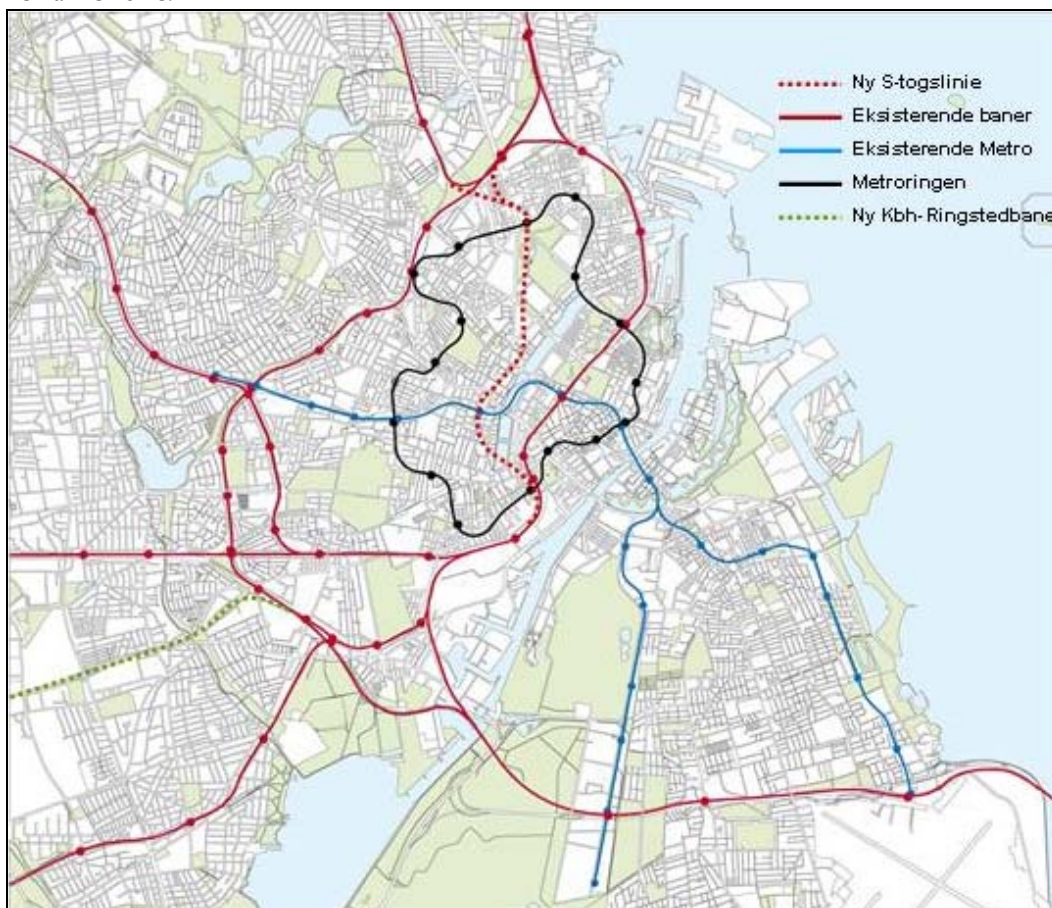 Ny S-togslinie
Eksisterende baner
Eksisterende Metro
Metroringen
Ny Kbh- Ringstedbane